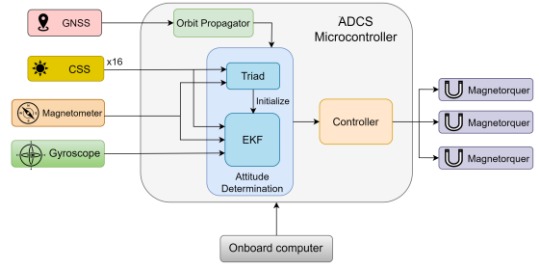 GNSS
Orbit Propagator
ADCS
Microcontroller
CSS
x16
Triad
Initialize
Magnetometer
EKF
Gyroscope
Attitude
Determination
Controller
Magnetorquer
Magnetorquer
Magnetorquer
Onboard computer